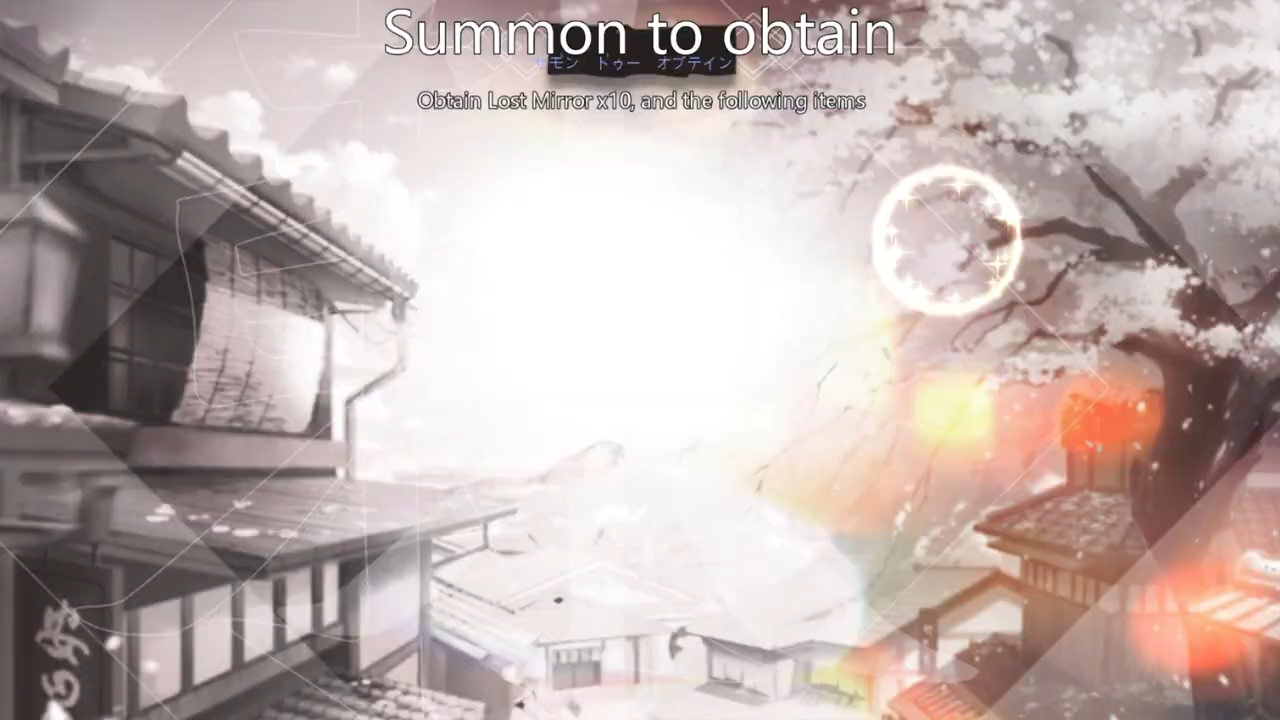 Summon to obtain
サモン　ドゥー　オブテイン
Obtain Lost Mirror x10, and the following items